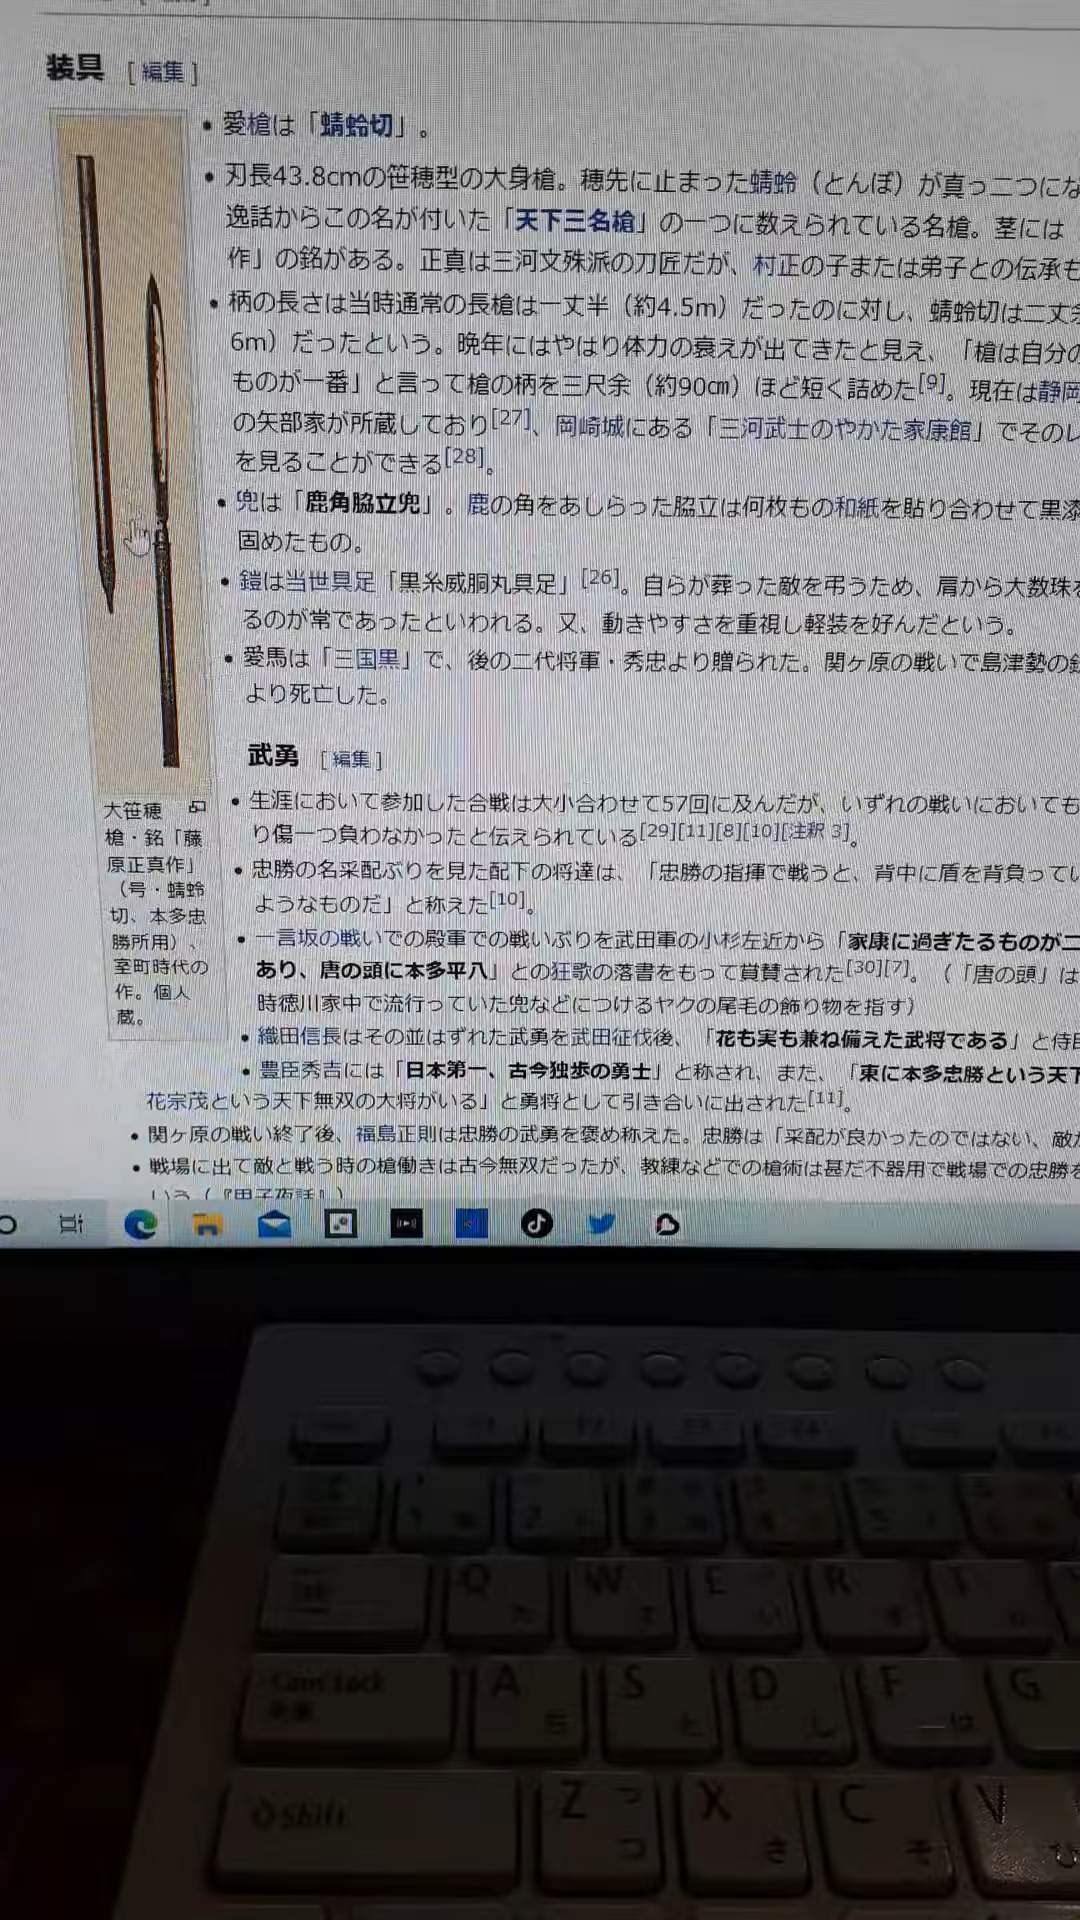 装具 [編集]
• 愛槍は「蜻蛉切」。
• 刃長43.8cmの笹穂型の大身槍。穂先に止まった蜻蛉（とんぼ）が真っ二つにな
逸話からこの名が付いた「天下三名槍」の一つに数えられている名槍。茎には
作」の銘がある。正真は三河文殊派の刀匠だが、村正の子または弟子との伝承も
• 柄の長さは当時通常の長槍は一丈半（約4.5m）だったのに対し、蜻蛉切は二丈余
6m）だったという。晩年にはやはり体力の衰えが出てきたと見え、「槍は自分の
ものが一番」と言って槍の柄を三尺余（約90㎝）ほど短く詰めた[9]。現在は静岡
の矢部家が所蔵しており[27]、岡崎城にある「三河武士のやかた家康館」でそのレ
を見ることができる[28]。
• 兜は「鹿角脇立兜」。鹿の角をあしらった脇立は何枚もの和紙を貼り合わせて黒漆
固めたもの。
• 鎧は当世具足「黒糸威胴丸具足」[26]。自らが葬った敵を弔うため、肩から大数珠を
るのが常であったといわれる。又、動きやすさを重視し軽装を好んだという。
• 愛馬は「三国黒」で、後の二代将軍・秀忠より贈られた。関ヶ原の戦いで島津勢の
より死亡した。
大笹穂
槍・銘「藤
原正真作」
（号・蜻蛉
切、本多忠
勝所用）、
室町時代の
作。個人
蔵。
武勇 [編集]
• 生涯において参加した合戦は大小合わせて57回に及んだが、いずれの戦いにおいても
り傷一つ負わなかったと伝えられている[29][11][8][10][注釈 3]。
• 忠勝の名采配ぶりを見た配下の将達は、「忠勝の指揮で戦うと、背中に盾を背負ってい
ようなものだ」と称えた[10]。
• 一言坂の戦いでの殿軍での戦いぶりを武田軍の小杉左近から「家康に過ぎたるものが二
あり、唐の頭に本多平八」との狂歌の落書をもって賞賛された[30][7]。（「唐の頭」は
時徳川家中で流行っていた兜などにつけるヤクの尾毛の飾り物を指す）
• 織田信長はその並はずれた武勇を武田征伐後、「花も実も兼ね備えた武将である」と侍
• 豊臣秀吉には「日本第一、古今独歩の勇士」と称され、また、「東に本多忠勝という天下
花宗茂という天下無双の大将がいる」と勇将として引き合いに出された[11]。
• 関ヶ原の戦い終了後、福島正則は忠勝の武勇を褒め称えた。忠勝は「采配が良かったのではない、敵が
• 戦場に出て敵と戦う時の槍働きは古今無双だったが、教練などでの槍術は甚だ不器用で戦場での忠勝を
いう（『甲子夜話』）
Q た W て E い R す
CapsLock
A ち S と D し F は G
Shift
Z つ っ X さ C そ V ひ